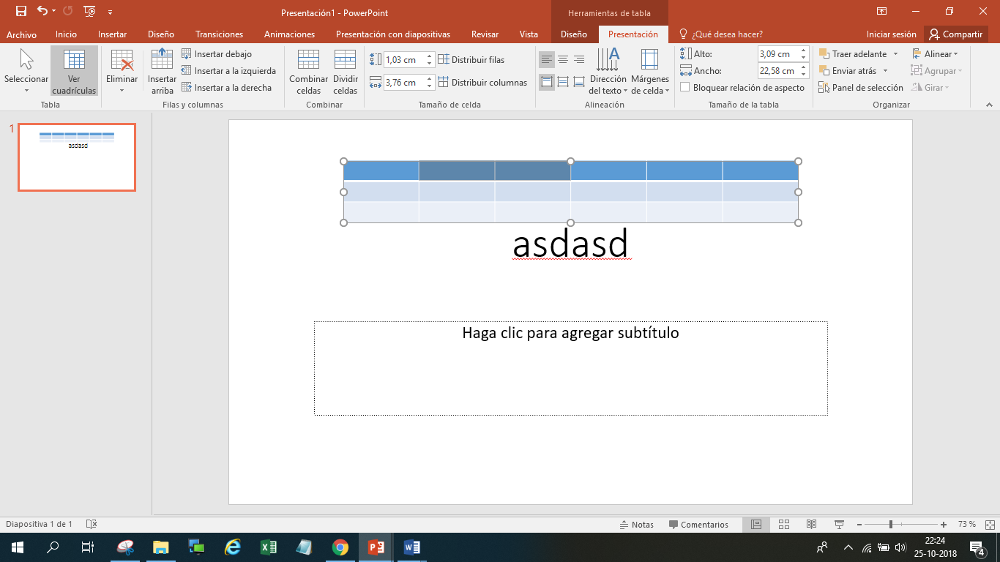 Presentación1 - PowerPoint
Herramientas de tabla
Archivo Inicio Insertar Diseño Transiciones Animaciones Presentación con diapositivas Revisar Vista Diseño Presentación ¿Qué desea hacer? Iniciar sesión Compartir
Seleccionar
Ver cuadrículas
Tabla
Eliminar
Insertar arriba
Insertar debajo
Insertar a la izquierda
Insertar a la derecha
Filas y columnas
Combinar celdas
Dividir celdas
Combinar
1,03 cm Distribuir filas
3,76 cm Distribuir columnas
Tamaño de celda
Dirección del texto
Márgenes de celda
Alineación
Alto: 3,09 cm
Ancho: 22,58 cm
Bloquear relación de aspecto
Tamaño de la tabla
Traer adelante
Enviar atrás
Panel de selección
Alinear
Agrupar
Girar
Organizar
1
asdasd
asdasd
Haga clic para agregar subtítulo
Diapositiva 1 de 1 Notas Comentarios 73 %
22:24
25-10-2018
4